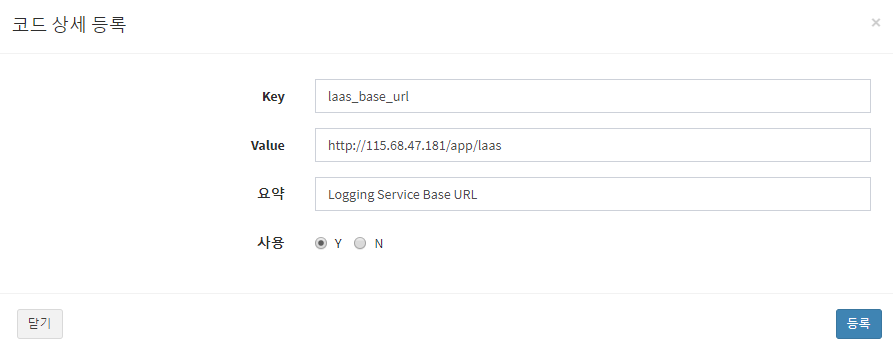 코드 상세 등록 ×
Key laas_base_url
Value http://115.68.47.181/app/laas
요약 Logging Service Base URL
사용 Y N
닫기 등록